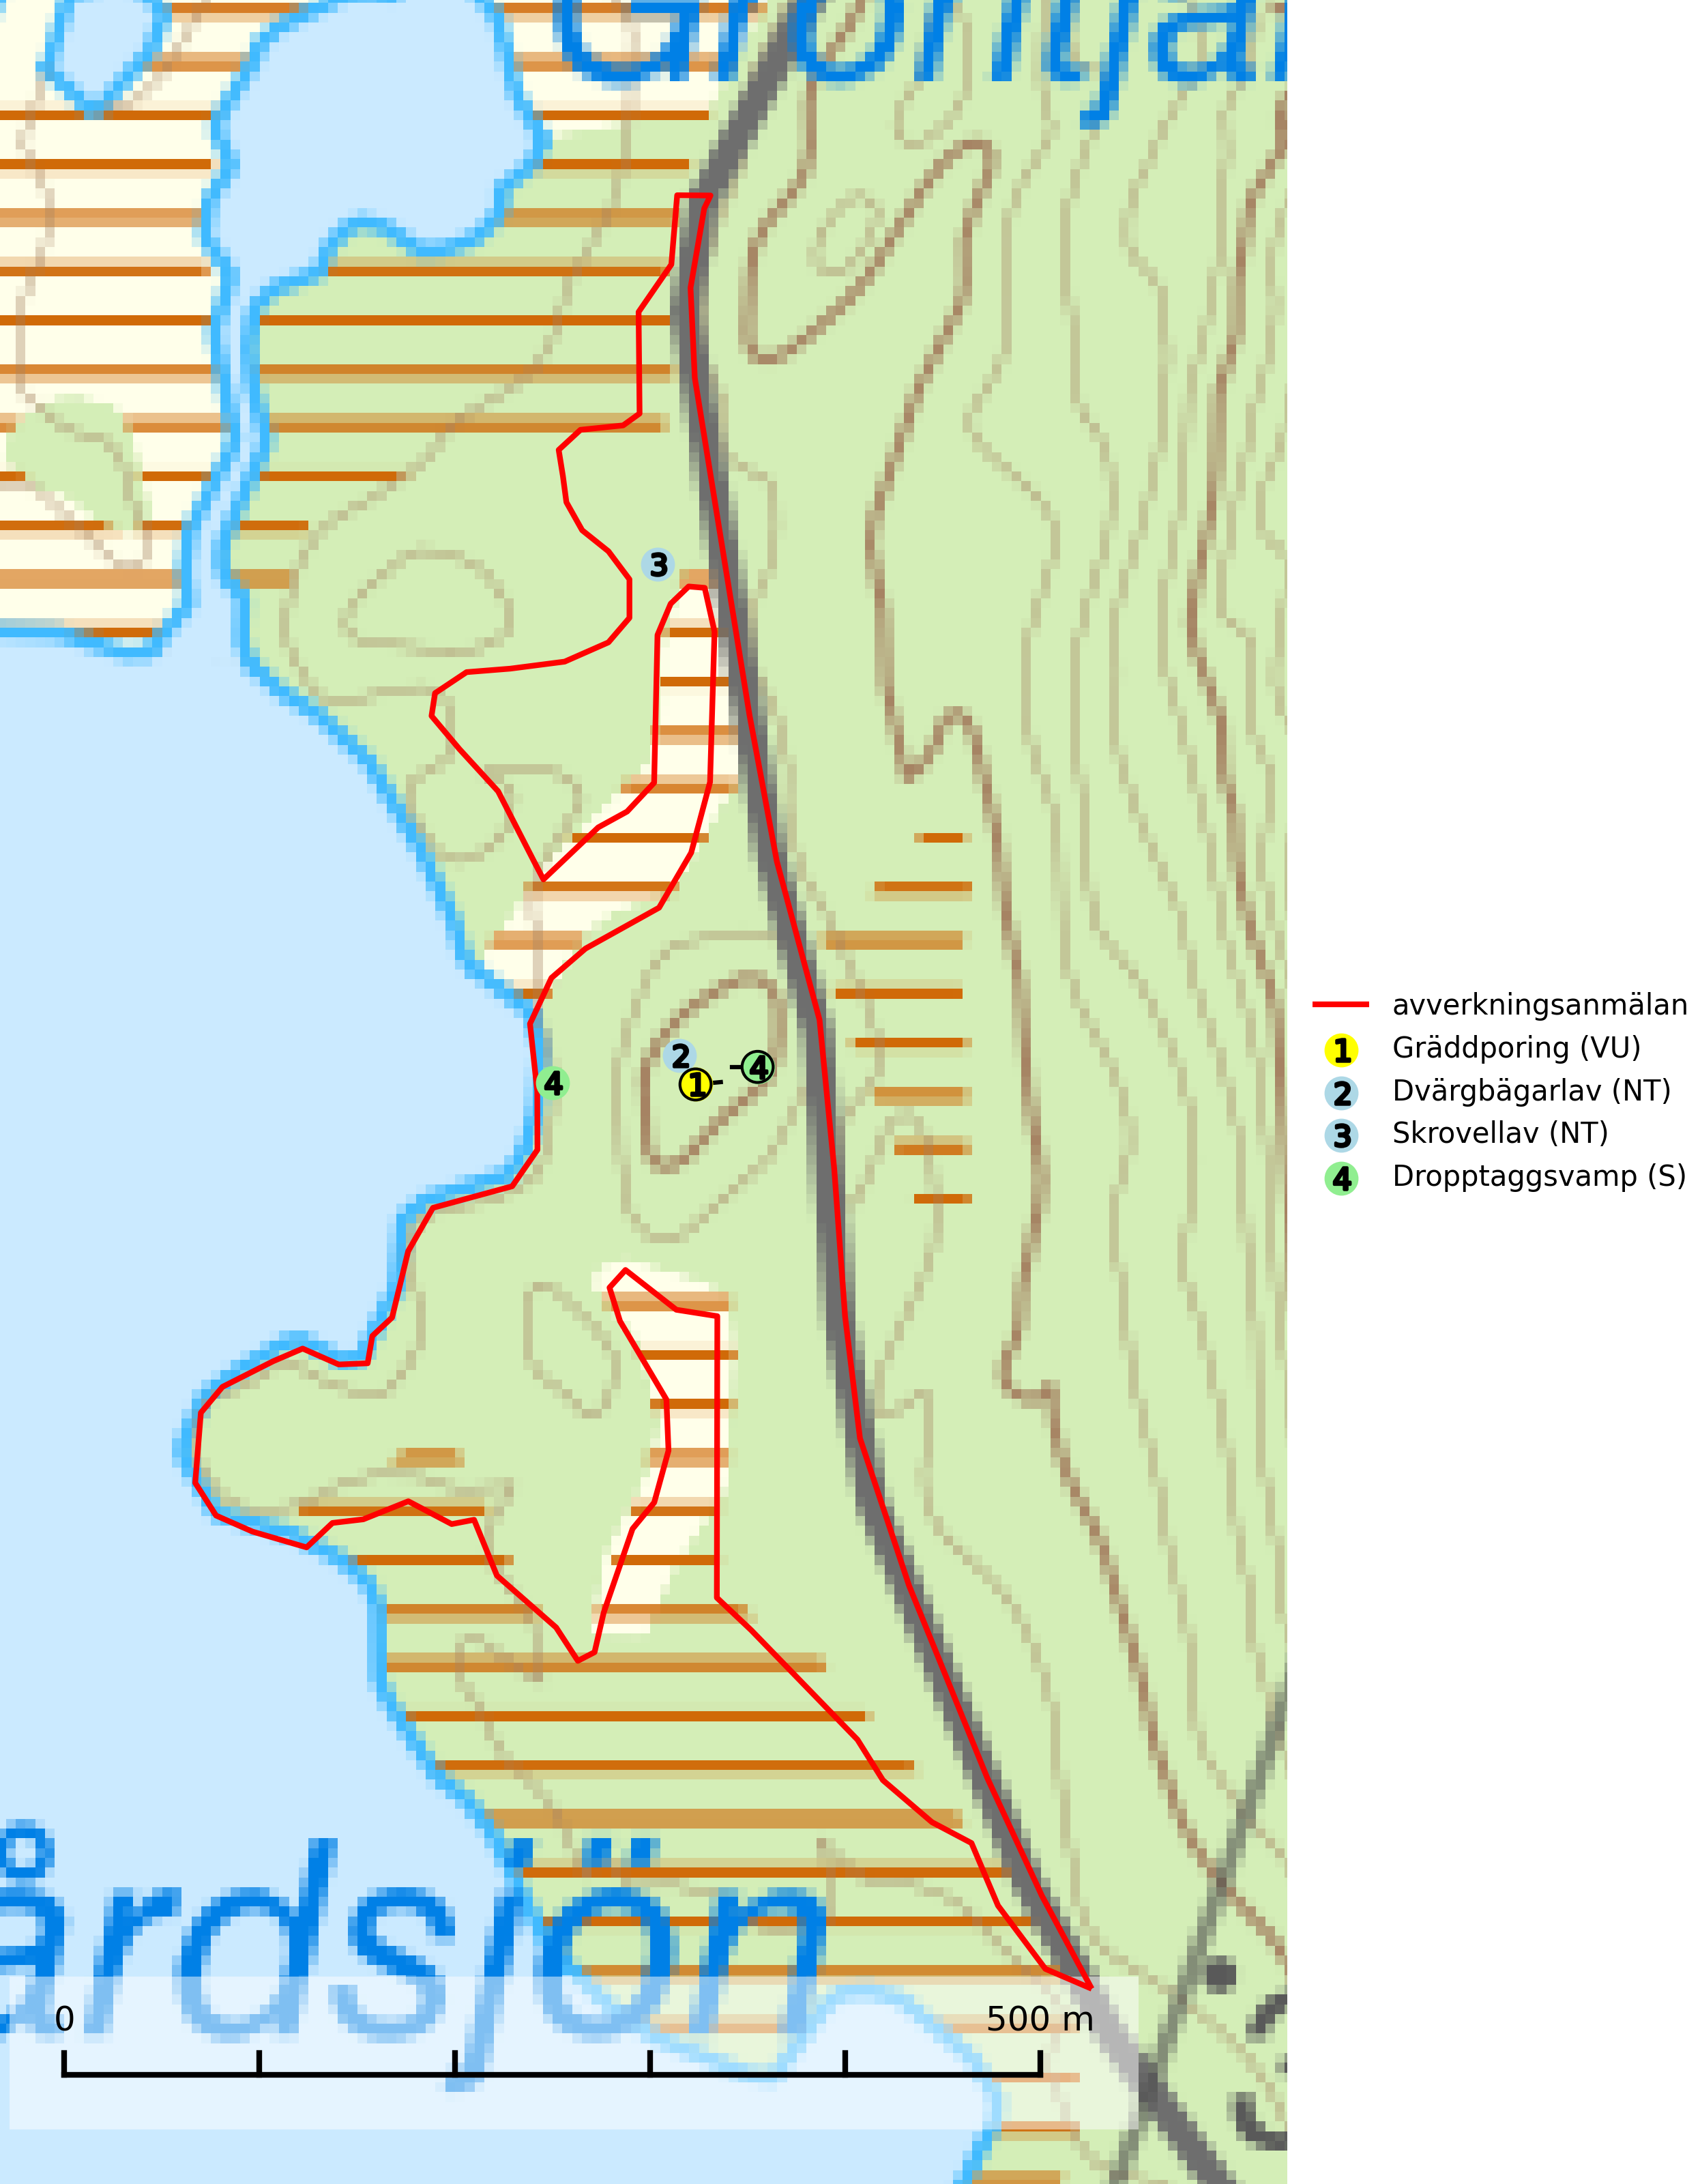 3
2
4
1
4
avverkningsanmälan
1 Gräddporing (VU)
2 Dvärgbägarlav (NT)
3 Skrovellav (NT)
4 Dropptaggsvamp (S)
årdsjön
0 500 m